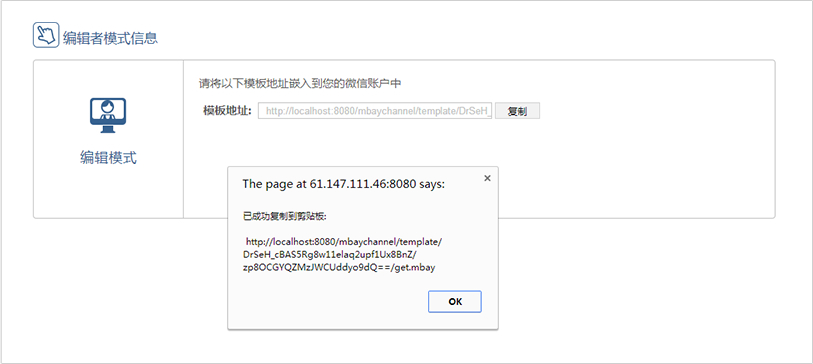 编辑者模式信息
请将以下模板地址嵌入到您的微信账户中
模板地址: http://localhost:8080/mbaychannel/template/DrSeH_ 复制
编辑模式
The page at 61.147.111.46:8080 says:
已成功复制到剪贴板:
http://localhost:8080/mbaychannel/template/
DrSeH_cBAS5Rg8w11elaq2upf1Ux8BnZ/
zp8OCGYQZMzJWCUddyo9dQ==/get.mbay
OK